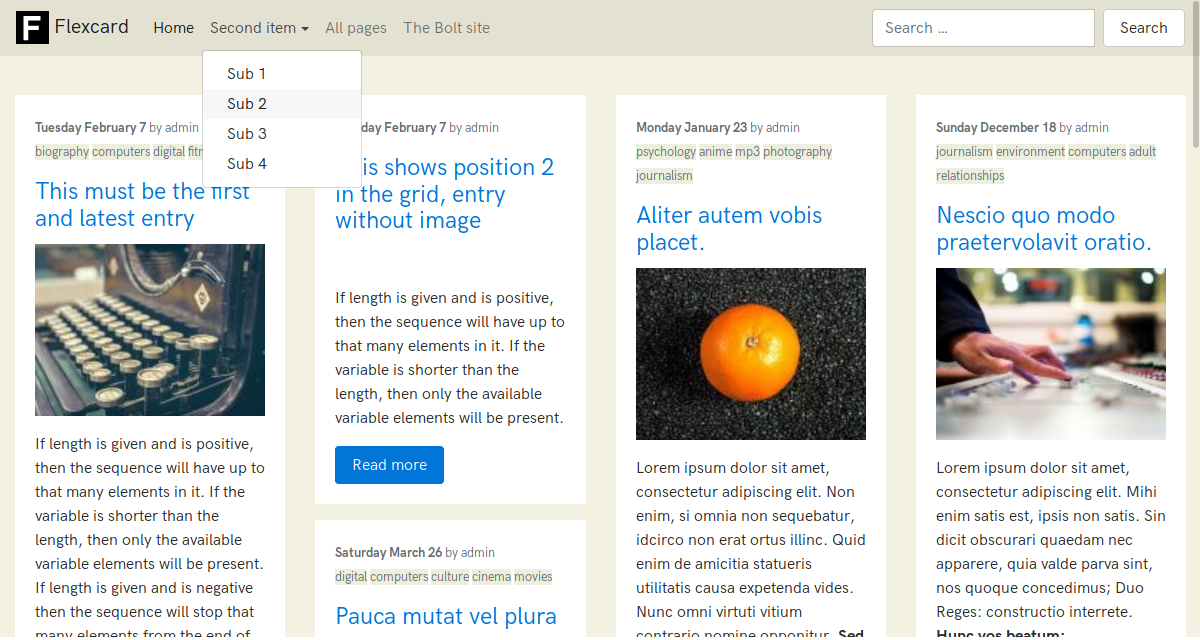 F Flexcard
Home
Second item
All pages
The Bolt site
Search ...
Search
Sub 1
Sub 2
Sub 3
Sub 4
Tuesday February 7 by admin
biography computers digital
This must be the first
and latest entry
If length is given and is positive,
then the sequence will have up to
that many elements in it. If the
variable is shorter than the
length, then only the available
variable elements will be present.
If length is given and is negative
then the sequence will stop that
many elements from the end of
February 7 by admin
is shows position 2
in the grid, entry
without image
If length is given and is positive,
then the sequence will have up to
that many elements in it. If the
variable is shorter than the
length, then only the available
variable elements will be present.
Read more
Saturday March 26 by admin
digital computers culture cinema movies
Pauca mutat vel plura
Monday January 23 by admin
psychology anime mp3 photography
journalism
Aliter autem vobis
placet.
Lorem ipsum dolor sit amet,
consectetur adipiscing elit. Non
enim, si omnia non sequebatur,
idcirco non erat ortus illinc. Quid
enim de amicitia statueris
utilitatis causa expetenda vides.
Nunc omni virtuti vitium
contrario nomine opponitur. Sed
Sunday December 18 by admin
journalism environment computers adult
relationships
Nescio quo modo
praetervolavit oratio.
Lorem ipsum dolor sit amet,
consectetur adipiscing elit. Mihi
enim satis est, ipsis non satis. Sin
dicit obscurari quaedam nec
apparere, quia valde parva sint,
nos quoque concedimus; Duo
Reges: constructio interrete.
Hunc vos beatum;